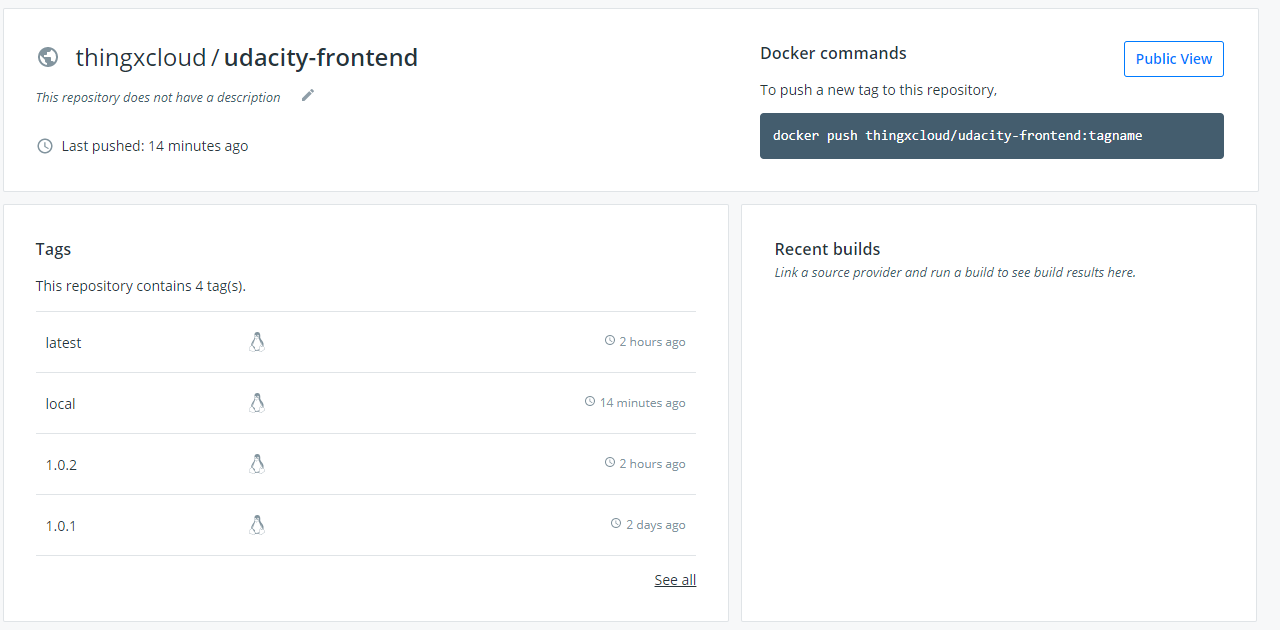 thingxcloud / udacity-frontend
This repository does not have a description
Last pushed: 14 minutes ago
Docker commands
Public View
To push a new tag to this repository,
docker push thingxcloud/udacity-frontend:tagname
Tags
This repository contains 4 tag(s).
latest
2 hours ago
local
14 minutes ago
1.0.2
2 hours ago
1.0.1
2 days ago
See all
Recent builds
Link a source provider and run a build to see build results here.